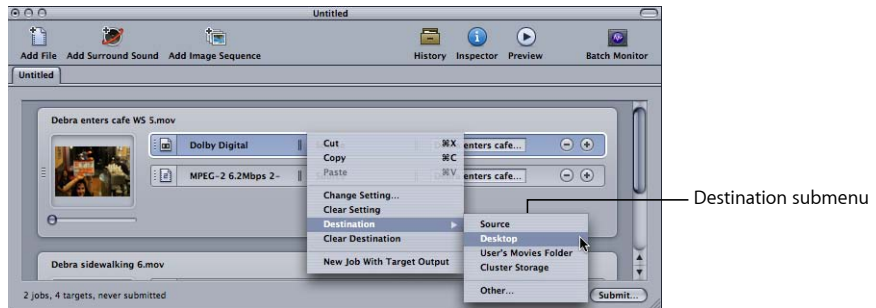 Untitled
Add File Add Surround Sound Add Image Sequence History Inspector Preview Batch Monitor
Untitled
Debra enters cafe WS 5.mov
Dolby Digital
enters cafe...
MPEG-2 6.2Mbps 2-
enters cafe...
Cut ⌘X
Copy ⌘C
Paste ⌘V
Change Setting...
Clear Setting
Destination
Clear Destination
New Job With Target Output
Source
Desktop
User's Movies Folder
Cluster Storage
Other...
Destination submenu
Debra sidewalking 6.mov
2 jobs, 4 targets, never submitted
Submit...